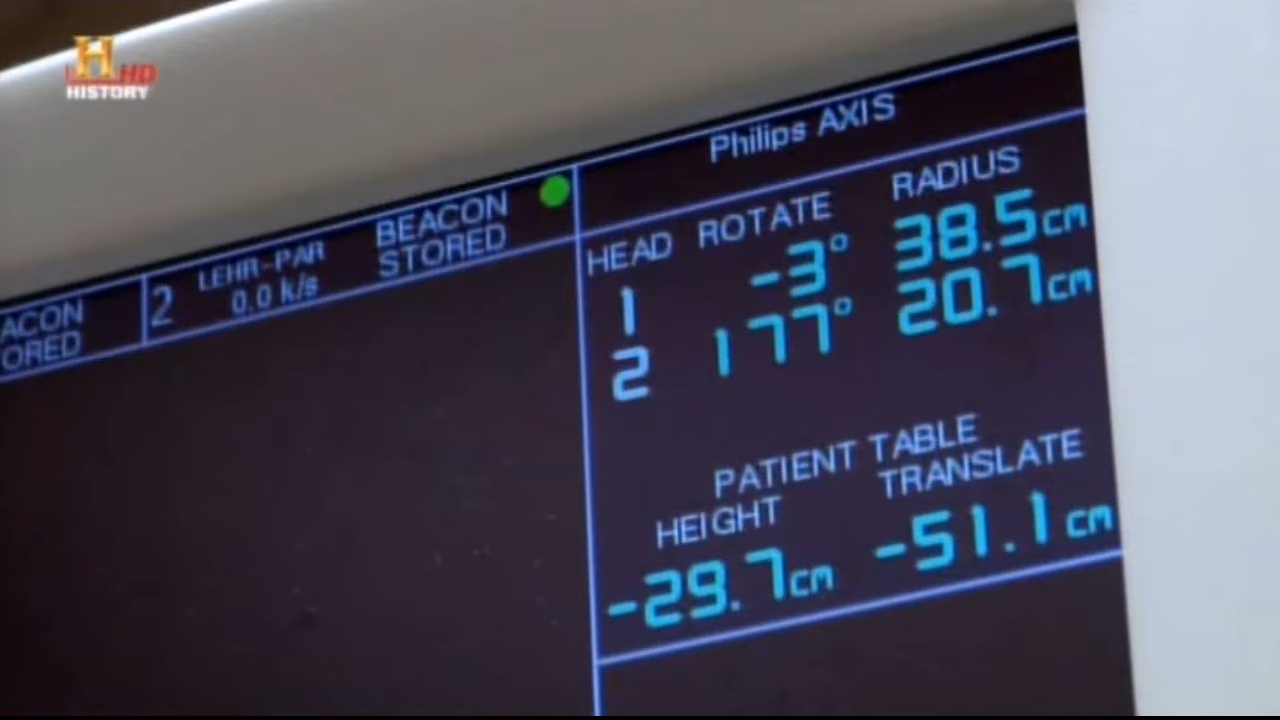 H HD
HISTORY
Philips AXIS
ACON
ORED
2
LEHR-PAR
0.0 k/s
BEACON
STORED
HEAD ROTATE RADIUS
1 -3° 38.5cm
2 177° 20.7cm
PATIENT TABLE
HEIGHT TRANSLATE
-29.7cm -51.1cm